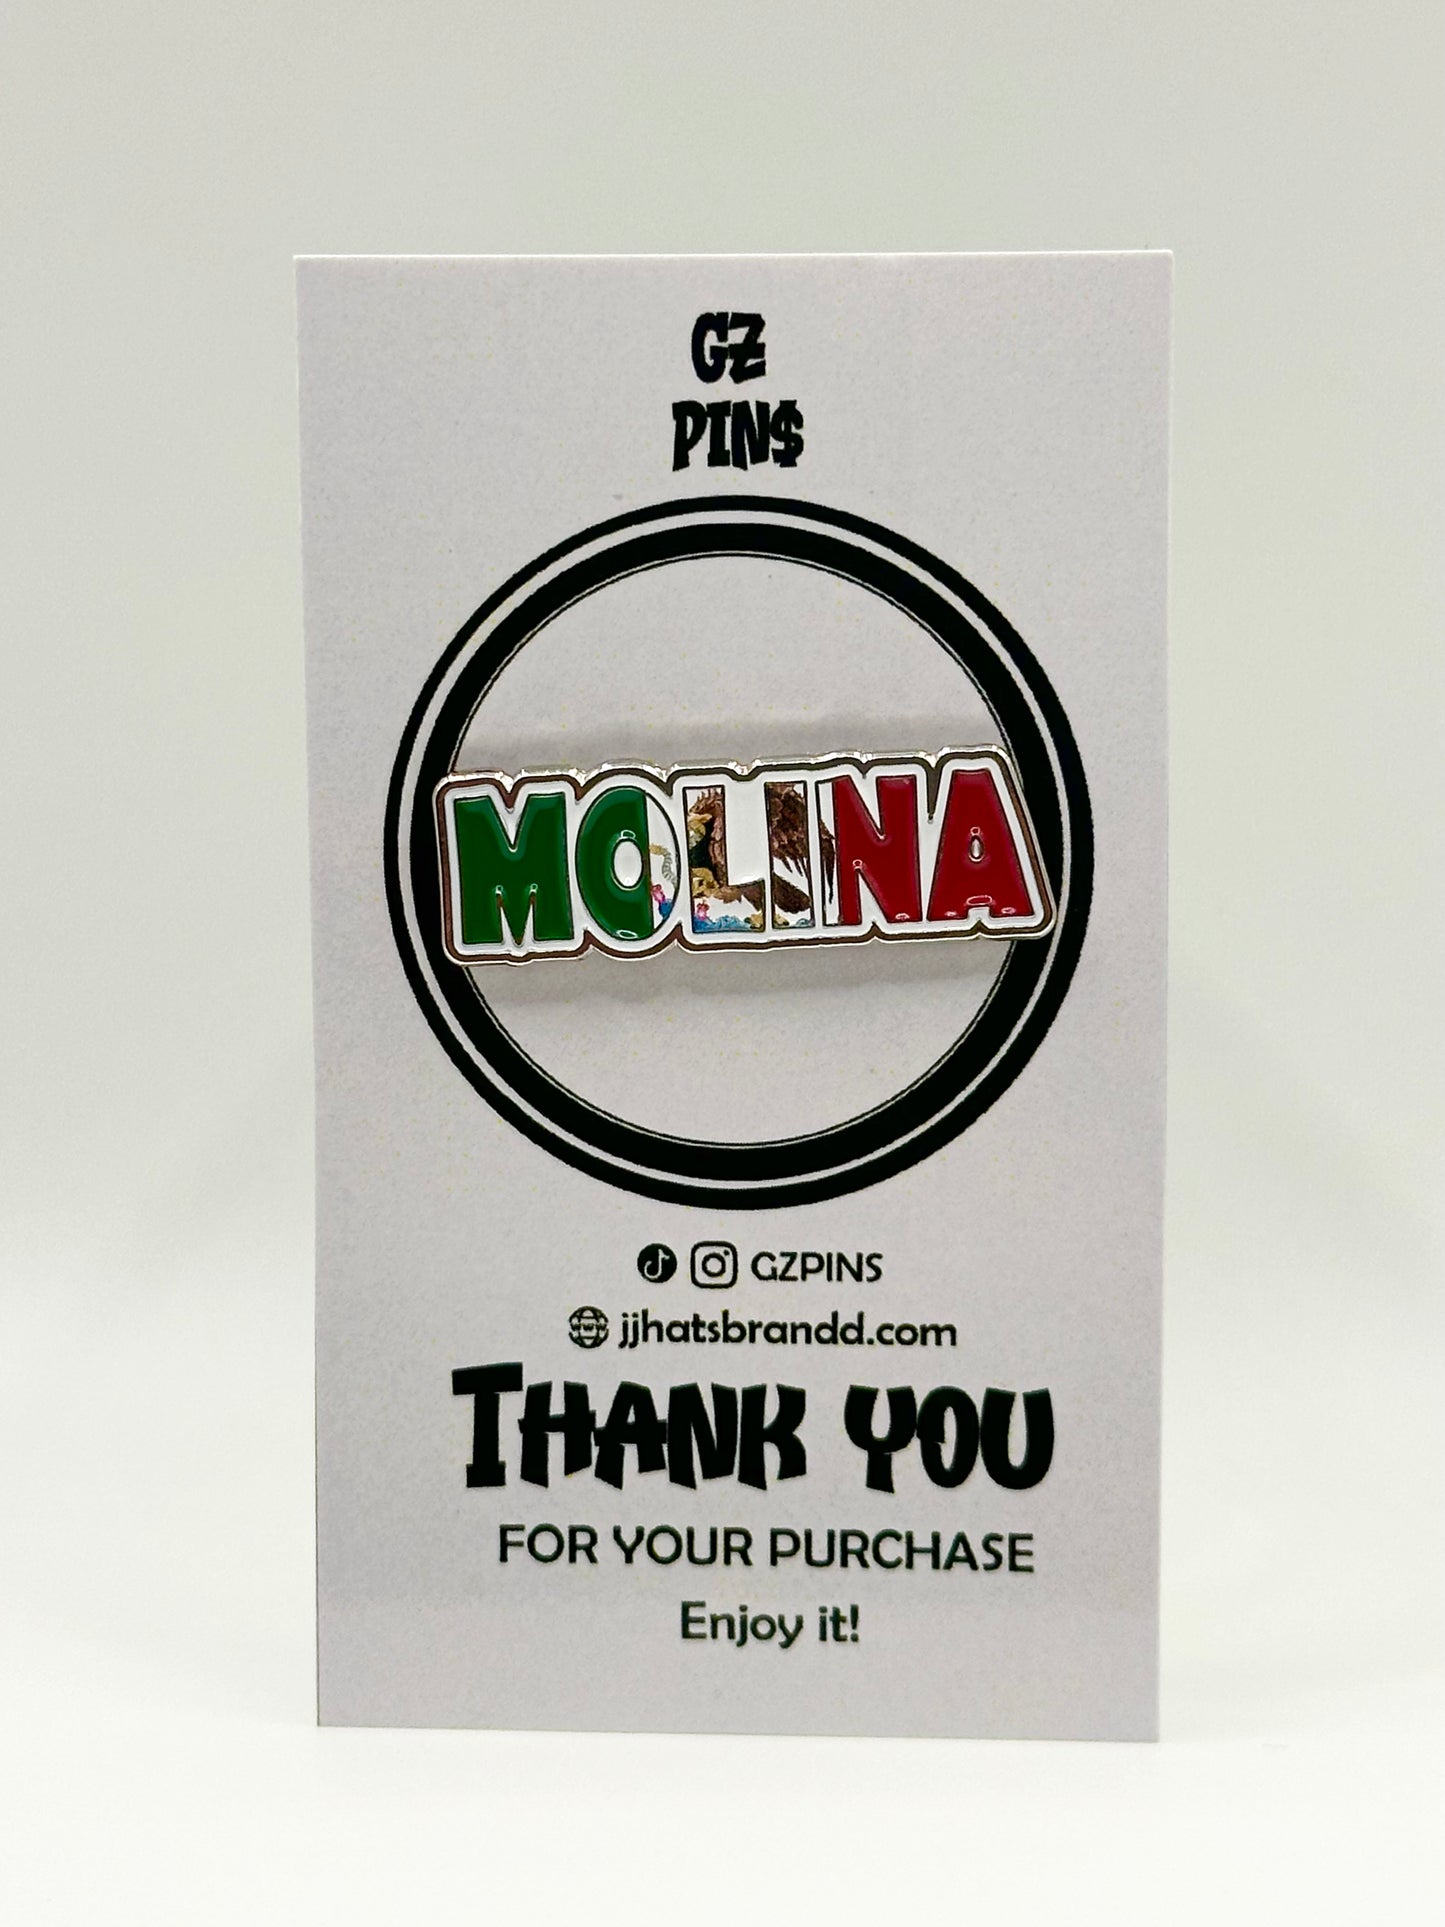 GZ
PIN$
MOLINA
GZPINS
jjhatsbrandd.com
THANK YOU
FOR YOUR PURCHASE
Enjoy it!